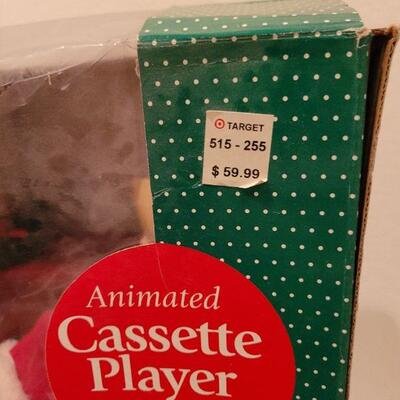 TARGET
515 - 255
$ 59.99
Animated
Cassette
Player